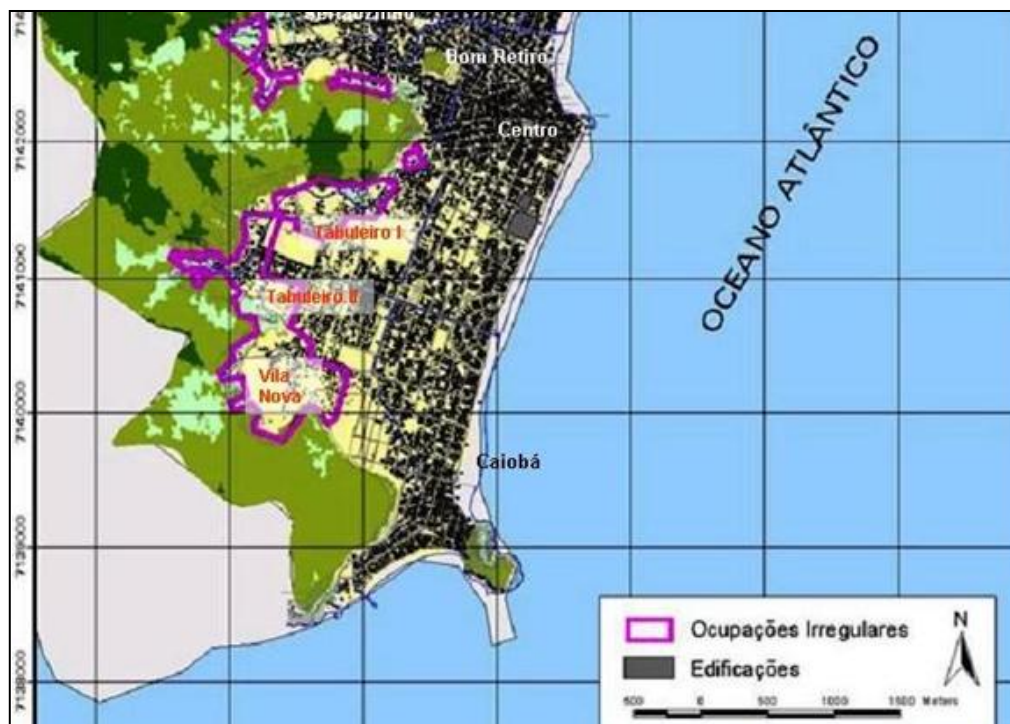 Sertãozinho
Bom Retiro
Centro
7142000
OCEANO ATLÂNTICO
Tabuleiro I
7141000
Tabuleiro II
Vila
Nova
7140000
Caiobá
7139000
Ocupações Irregulares
N
Edificações
7138000
500 0 500 1000 1500 Meters